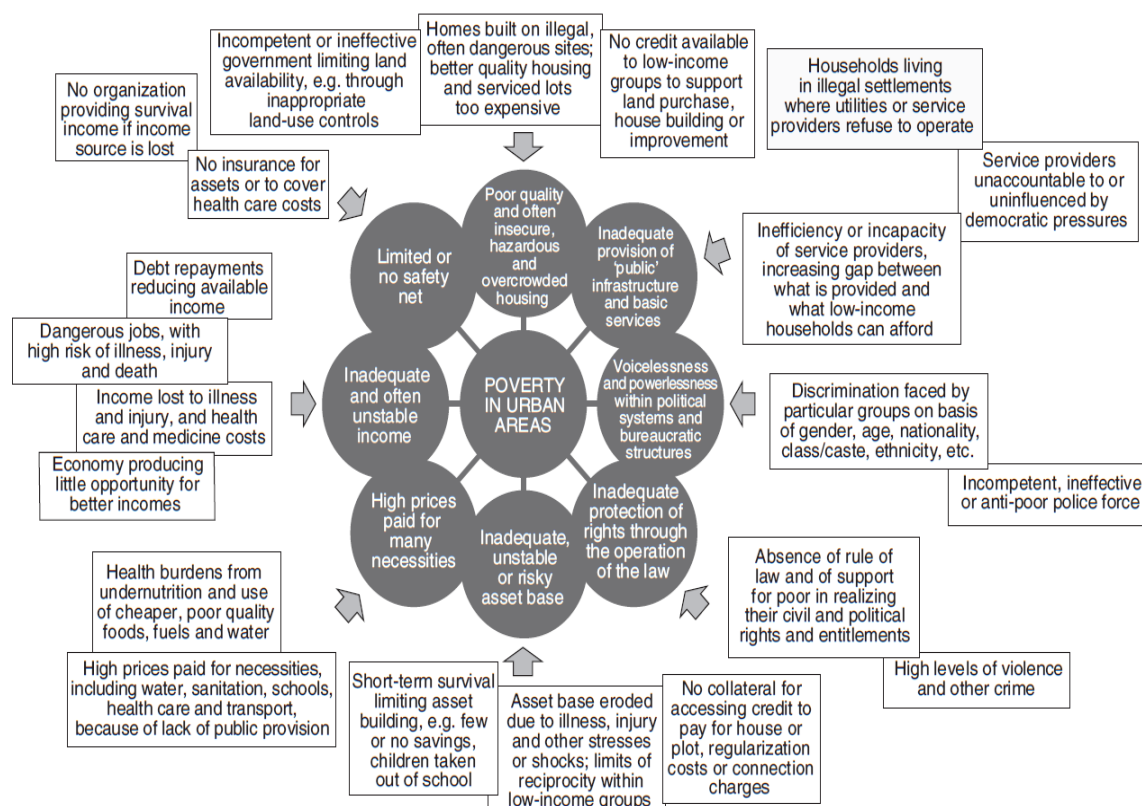 Incompetent or ineffective
government limiting land
availability, e.g. through
inappropriate
land-use controls
Homes built on illegal,
often dangerous sites;
better quality housing
and serviced lots
too expensive
No credit available
to low-income
groups to support
land purchase,
house building or
improvement
Households living
in illegal settlements
where utilities or service
providers refuse to operate
No organization
providing survival
income if income
source is lost
No insurance for
assets or to cover
health care costs
Service providers
unaccountable to or
uninfluenced by
democratic pressures
Inefficiency or incapacity
of service providers,
increasing gap between
what is provided and
what low-income
households can afford
Poor quality
and often
insecure,
hazardous
and
overcrowded
housing
Limited or
no safety
net
Inadequate
provision of
'public'
infrastructure
and basic
services
Debt repayments
reducing available
income
Dangerous jobs, with
high risk of illness, injury
and death
Income lost to illness
and injury, and health
care and medicine costs
Economy producing
little opportunity for
better incomes
Inadequate
and often
unstable
income
POVERTY
IN URBAN
AREAS
Voicelessness
and powerlessness
within political
systems and
bureaucratic
structures
Discrimination faced by
particular groups on basis
of gender, age, nationality,
class/caste, ethnicity, etc.
Incompetent, ineffective
or anti-poor police force
High prices
paid for
many
necessities
Inadequate,
unstable
or risky
asset base
Inadequate
protection of
rights through
the operation
of the law
Absence of rule of
law and of support
for poor in realizing
their civil and political
rights and entitlements
High levels of violence
and other crime
Health burdens from
undernutrition and use
of cheaper, poor quality
foods, fuels and water
High prices paid for necessities,
including water, sanitation, schools,
health care and transport,
because of lack of public provision
Short-term survival
limiting asset
building, e.g. few
or no savings,
children taken
out of school
Asset base eroded
due to illness, injury
and other stresses
or shocks; limits of
reciprocity within
low-income groups
No collateral for
accessing credit to
pay for house or
plot, regularization
costs or connection
charges